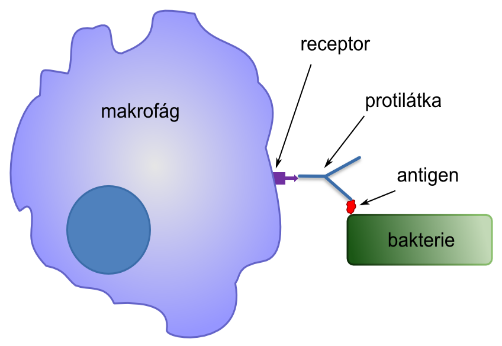 receptor
makrofág
protilátka
antigen
bakterie